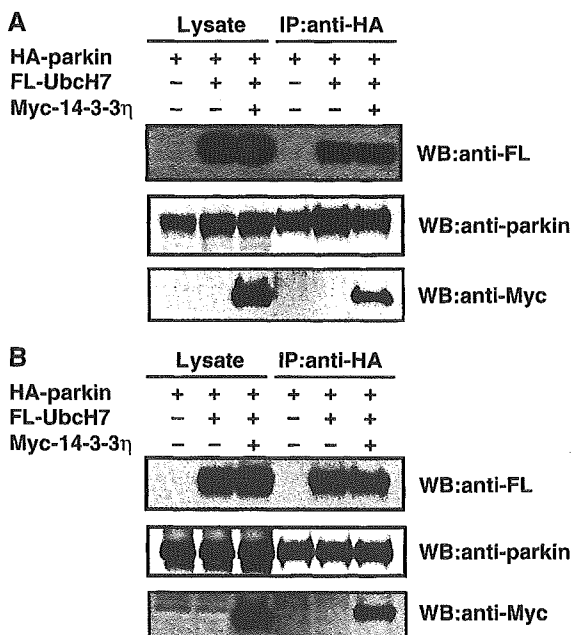 A
Lysate IP:anti-HA
HA-parkin + + + + + +
FL-UbcH7 − + + − + +
Myc-14-3-3η − − + − − +
WB:anti-FL
WB:anti-parkin
WB:anti-Myc
B
Lysate IP:anti-HA
HA-parkin + + + + + +
FL-UbcH7 − + + − + +
Myc-14-3-3η − − + − − +
WB:anti-FL
WB:anti-parkin
WB:anti-Myc